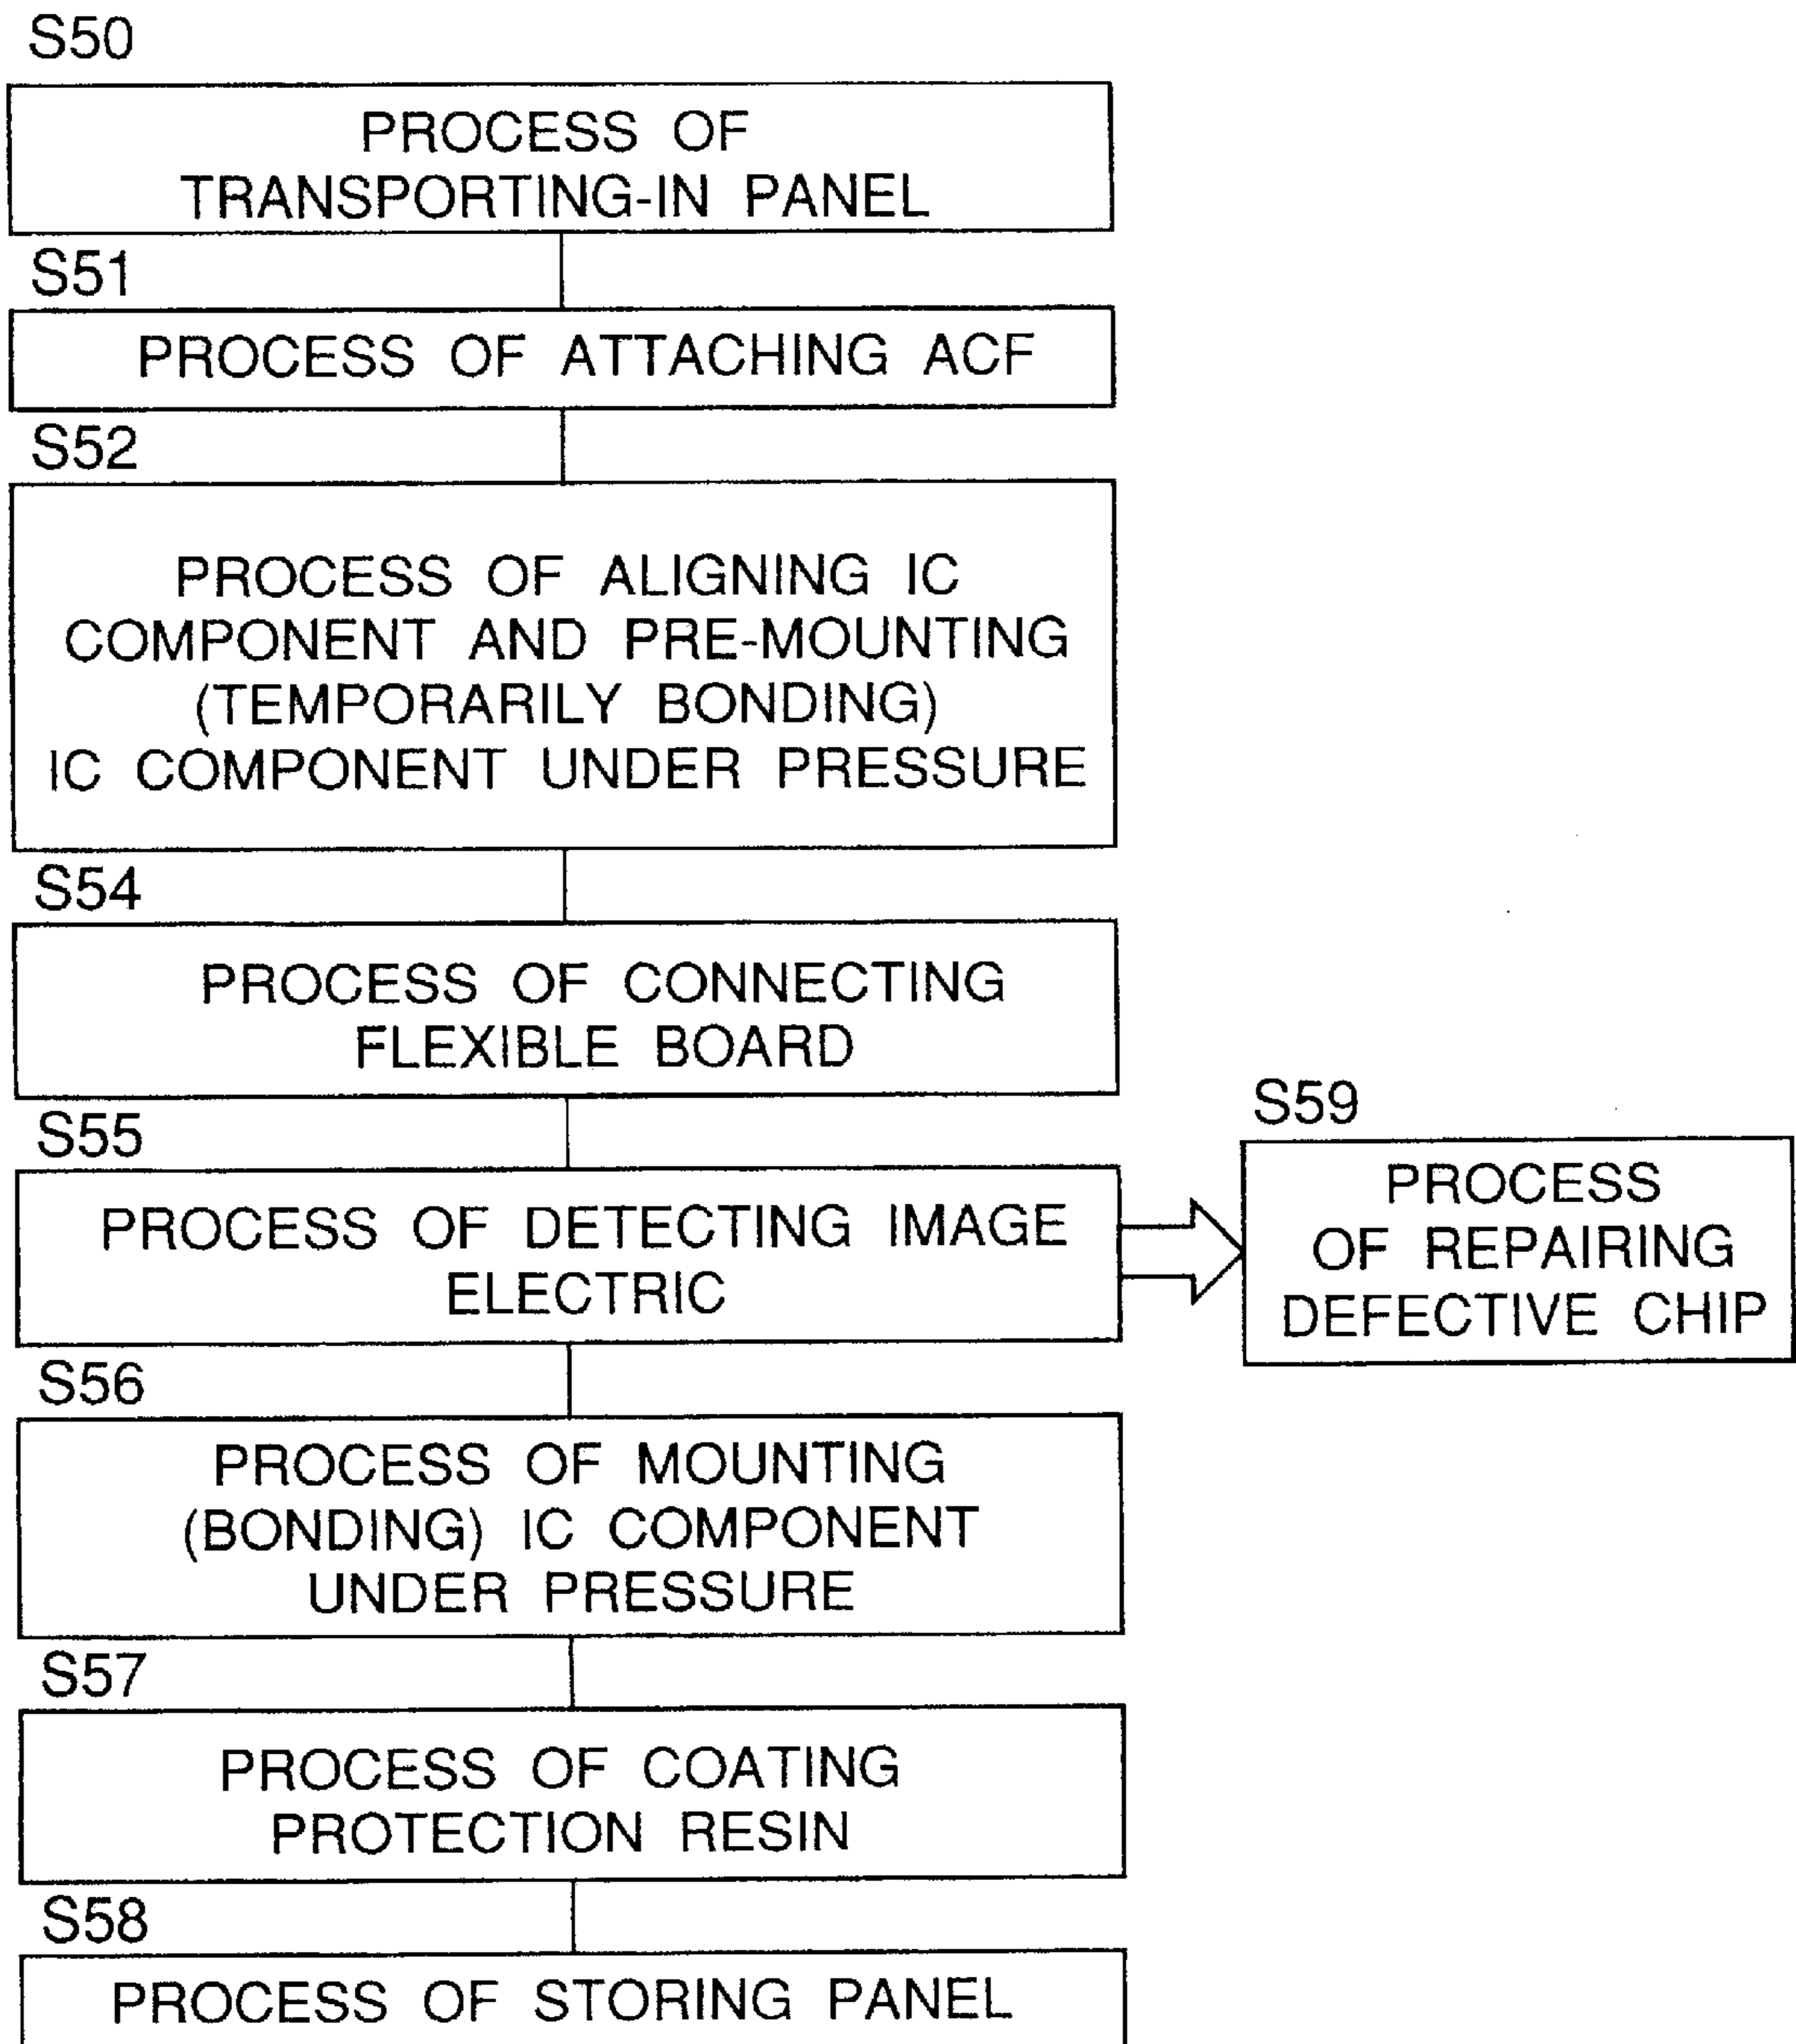 S50
PROCESS OF
TRANSPORTING-IN PANEL
S51
PROCESS OF ATTACHING ACF
S52
PROCESS OF ALIGNING IC
COMPONENT AND PRE-MOUNTING
(TEMPORARILY BONDING)
IC COMPONENT UNDER PRESSURE
S54
PROCESS OF CONNECTING
FLEXIBLE BOARD
S55
PROCESS OF DETECTING IMAGE
ELECTRIC
S59
PROCESS
OF REPAIRING
DEFECTIVE CHIP
S56
PROCESS OF MOUNTING
(BONDING) IC COMPONENT
UNDER PRESSURE
S57
PROCESS OF COATING
PROTECTION RESIN
S58
PROCESS OF STORING PANEL